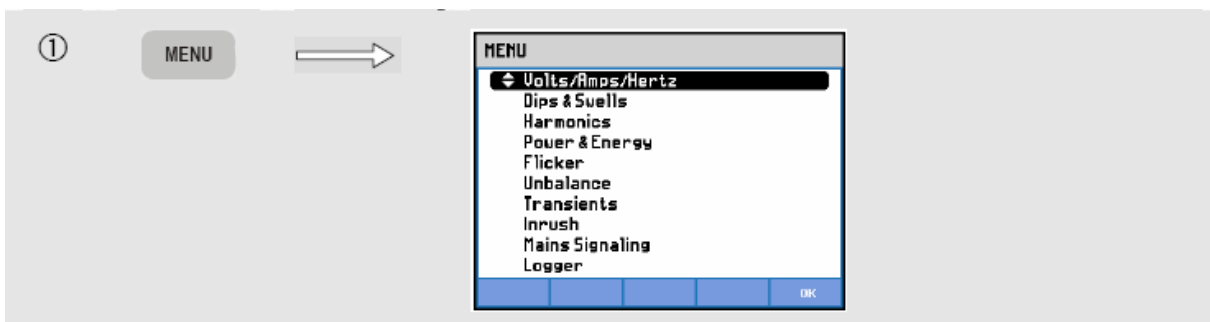 ①
MENU
MENU
Volts/Amps/Hertz
Dips & Swells
Harmonics
Power & Energy
Flicker
Unbalance
Transients
Inrush
Mains Signaling
Logger
OK